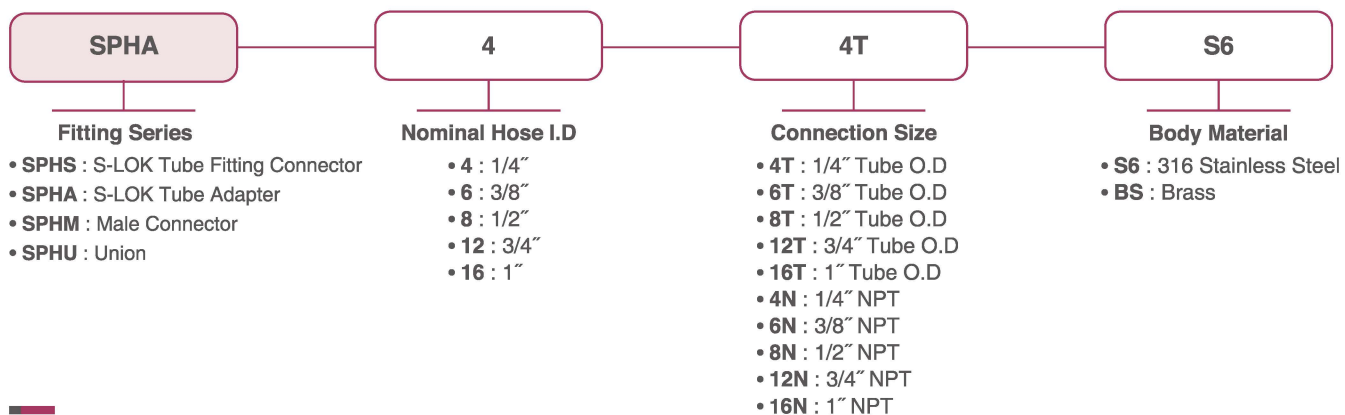 SPHA
4
4T
S6
Fitting Series
• SPHS : S-LOK Tube Fitting Connector
• SPHA : S-LOK Tube Adapter
• SPHM : Male Connector
• SPHU : Union
Nominal Hose I.D
• 4 : 1/4˝
• 6 : 3/8˝
• 8 : 1/2˝
• 12 : 3/4˝
• 16 : 1˝
Connection Size
• 4T : 1/4˝ Tube O.D
• 6T : 3/8˝ Tube O.D
• 8T : 1/2˝ Tube O.D
• 12T : 3/4˝ Tube O.D
• 16T : 1˝ Tube O.D
• 4N : 1/4˝ NPT
• 6N : 3/8˝ NPT
• 8N : 1/2˝ NPT
• 12N : 3/4˝ NPT
• 16N : 1˝ NPT
Body Material
• S6 : 316 Stainless Steel
• BS : Brass